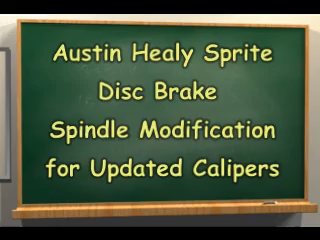 Austin Healy Sprite
Disc Brake
Spindle Modification
for Updated Calipers